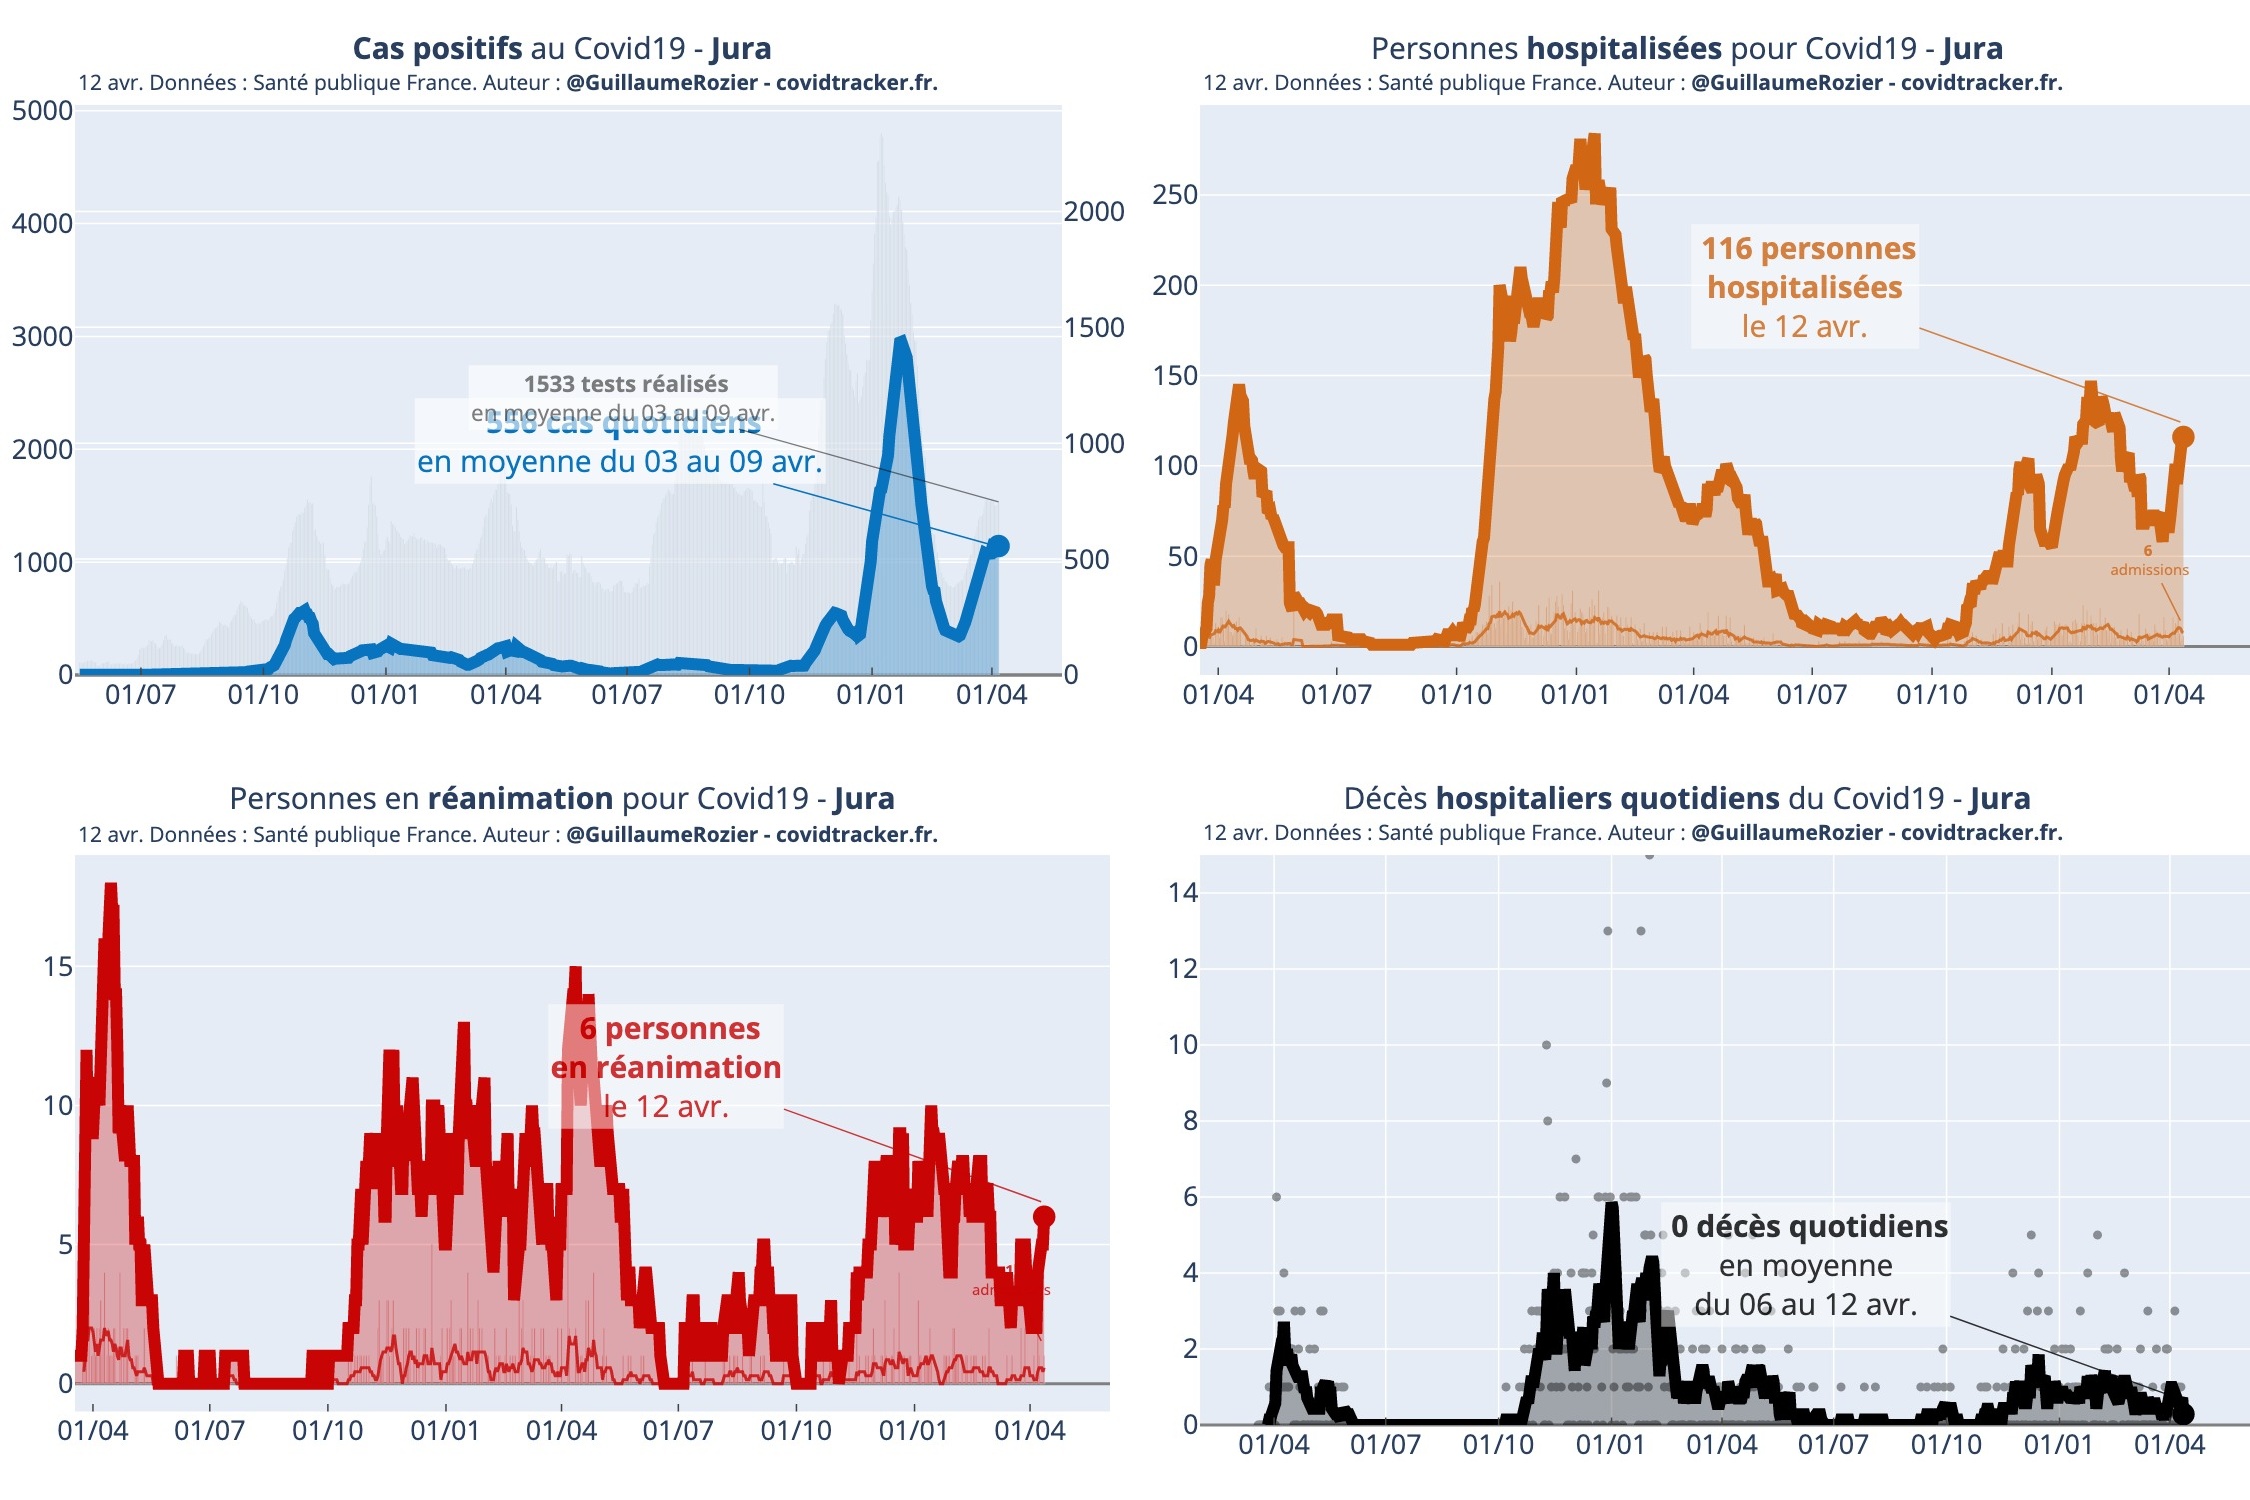 Cas positifs au Covid19 - Jura
12 avr. Données : Santé publique France. Auteur : @GuillaumeRozier - covidtracker.fr.
5000
4000
3000
2000
1000
0
2000
1500
1000
500
0
1533 tests réalisés
en moyenne du 03 au 09 avr.
556 cas quotidiens
en moyenne du 03 au 09 avr.
01/07 01/10 01/01 01/04 01/07 01/10 01/01 01/04
Personnes hospitalisées pour Covid19 - Jura
12 avr. Données : Santé publique France. Auteur : @GuillaumeRozier - covidtracker.fr.
250
200
150
100
50
0
116 personnes
hospitalisées
le 12 avr.
6
admissions
01/04 01/07 01/10 01/01 01/04 01/07 01/10 01/01 01/04
Personnes en réanimation pour Covid19 - Jura
12 avr. Données : Santé publique France. Auteur : @GuillaumeRozier - covidtracker.fr.
15
10
5
0
6 personnes
en réanimation
le 12 avr.
01/04 01/07 01/10 01/01 01/04 01/07 01/10 01/01 01/04
Décès hospitaliers quotidiens du Covid19 - Jura
12 avr. Données : Santé publique France. Auteur : @GuillaumeRozier - covidtracker.fr.
14
12
10
8
6
4
2
0
0 décès quotidiens
en moyenne
du 06 au 12 avr.
01/04 01/07 01/10 01/01 01/04 01/07 01/10 01/01 01/04